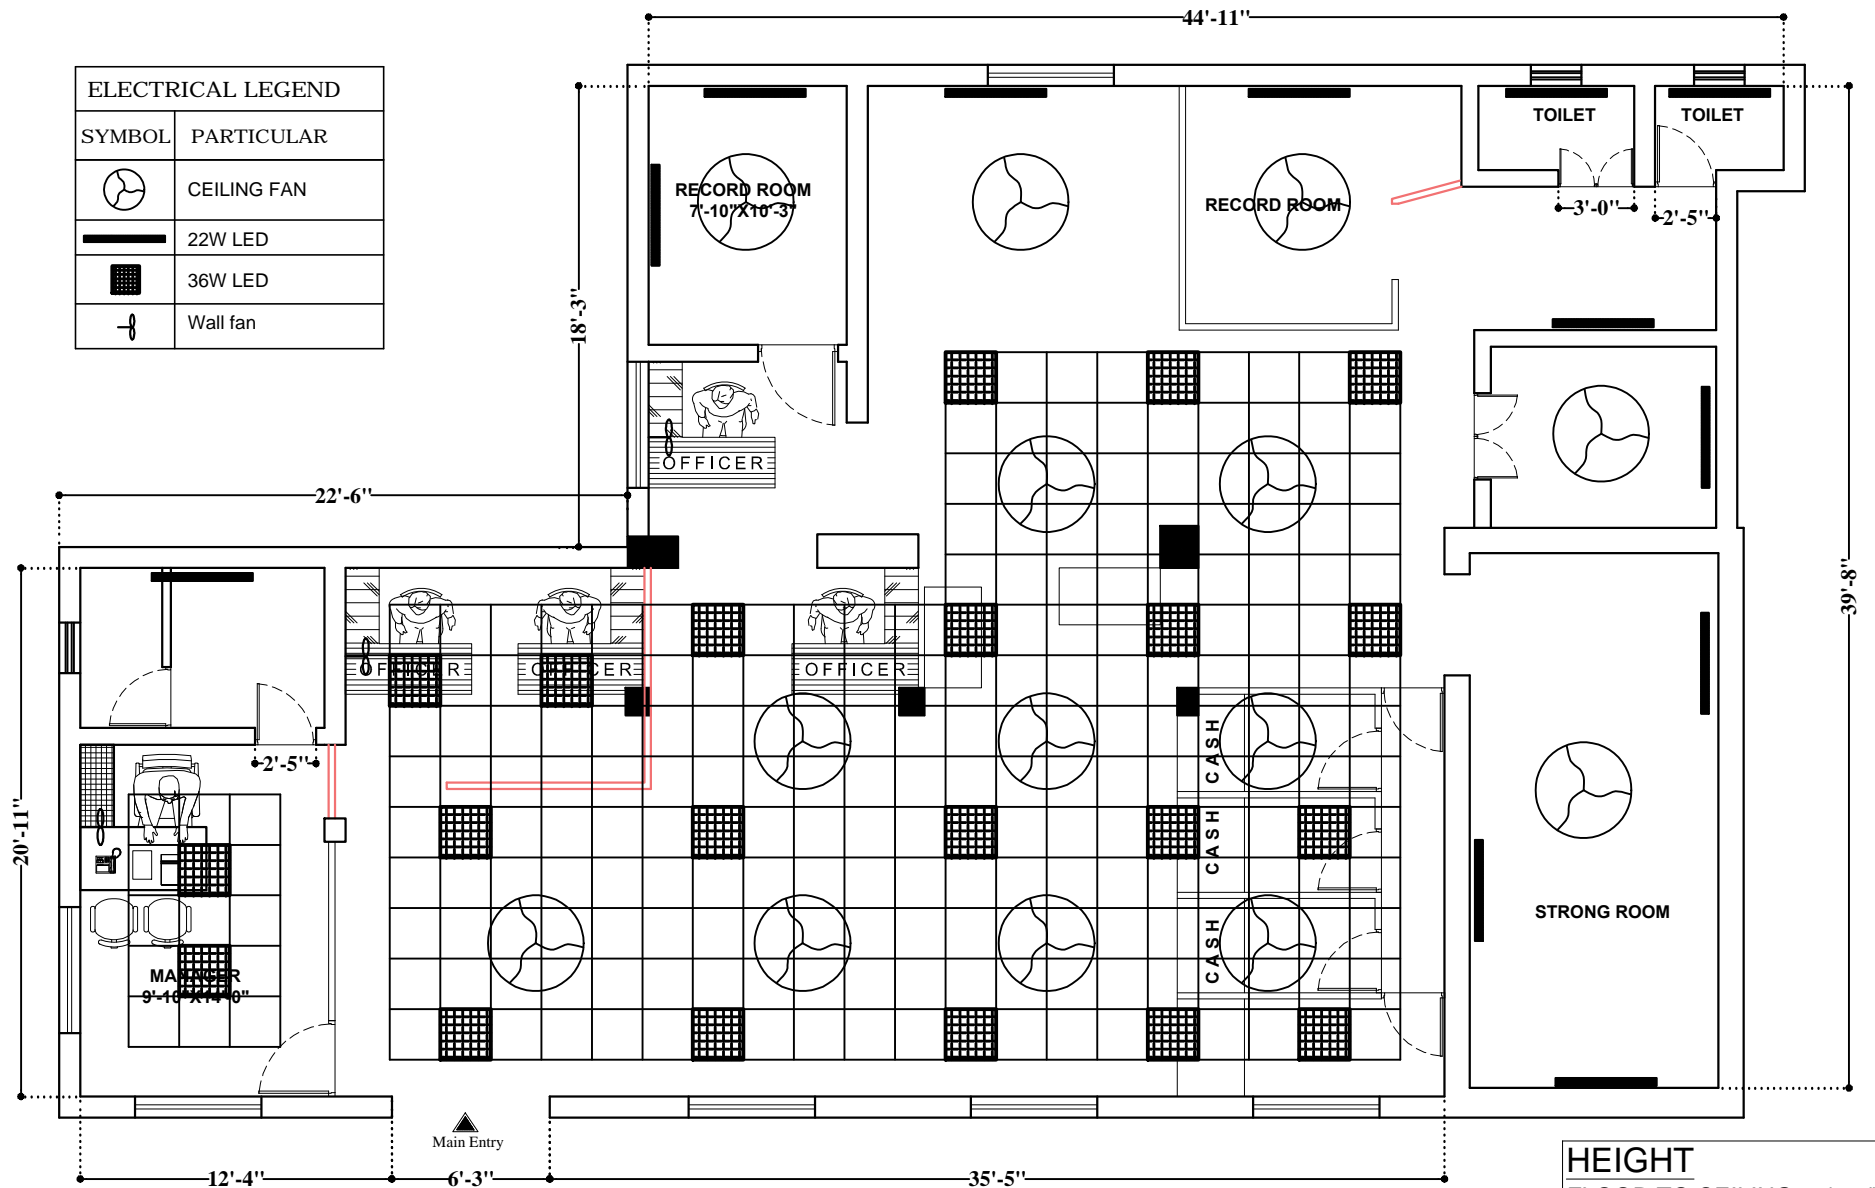 44'-11"
ELECTRICAL LEGEND
SYMBOL PARTICULAR
CEILING FAN
22W LED
36W LED
Wall fan
TOILET
TOILET
RECORD ROOM
7'-10"X10'-3"
RECORD ROOM
3'-0"
2'-5"
18'-3"
OFFICER
22'-6"
39'-8"
OFFICER
OFFICER
OFFICER
CASH
2'-5"
20'-11"
CASH
STRONG ROOM
CASH
MANAGER
9'-10"X14'-0"
Main Entry
12'-4"
6'-3"
35'-5"
HEIGHT